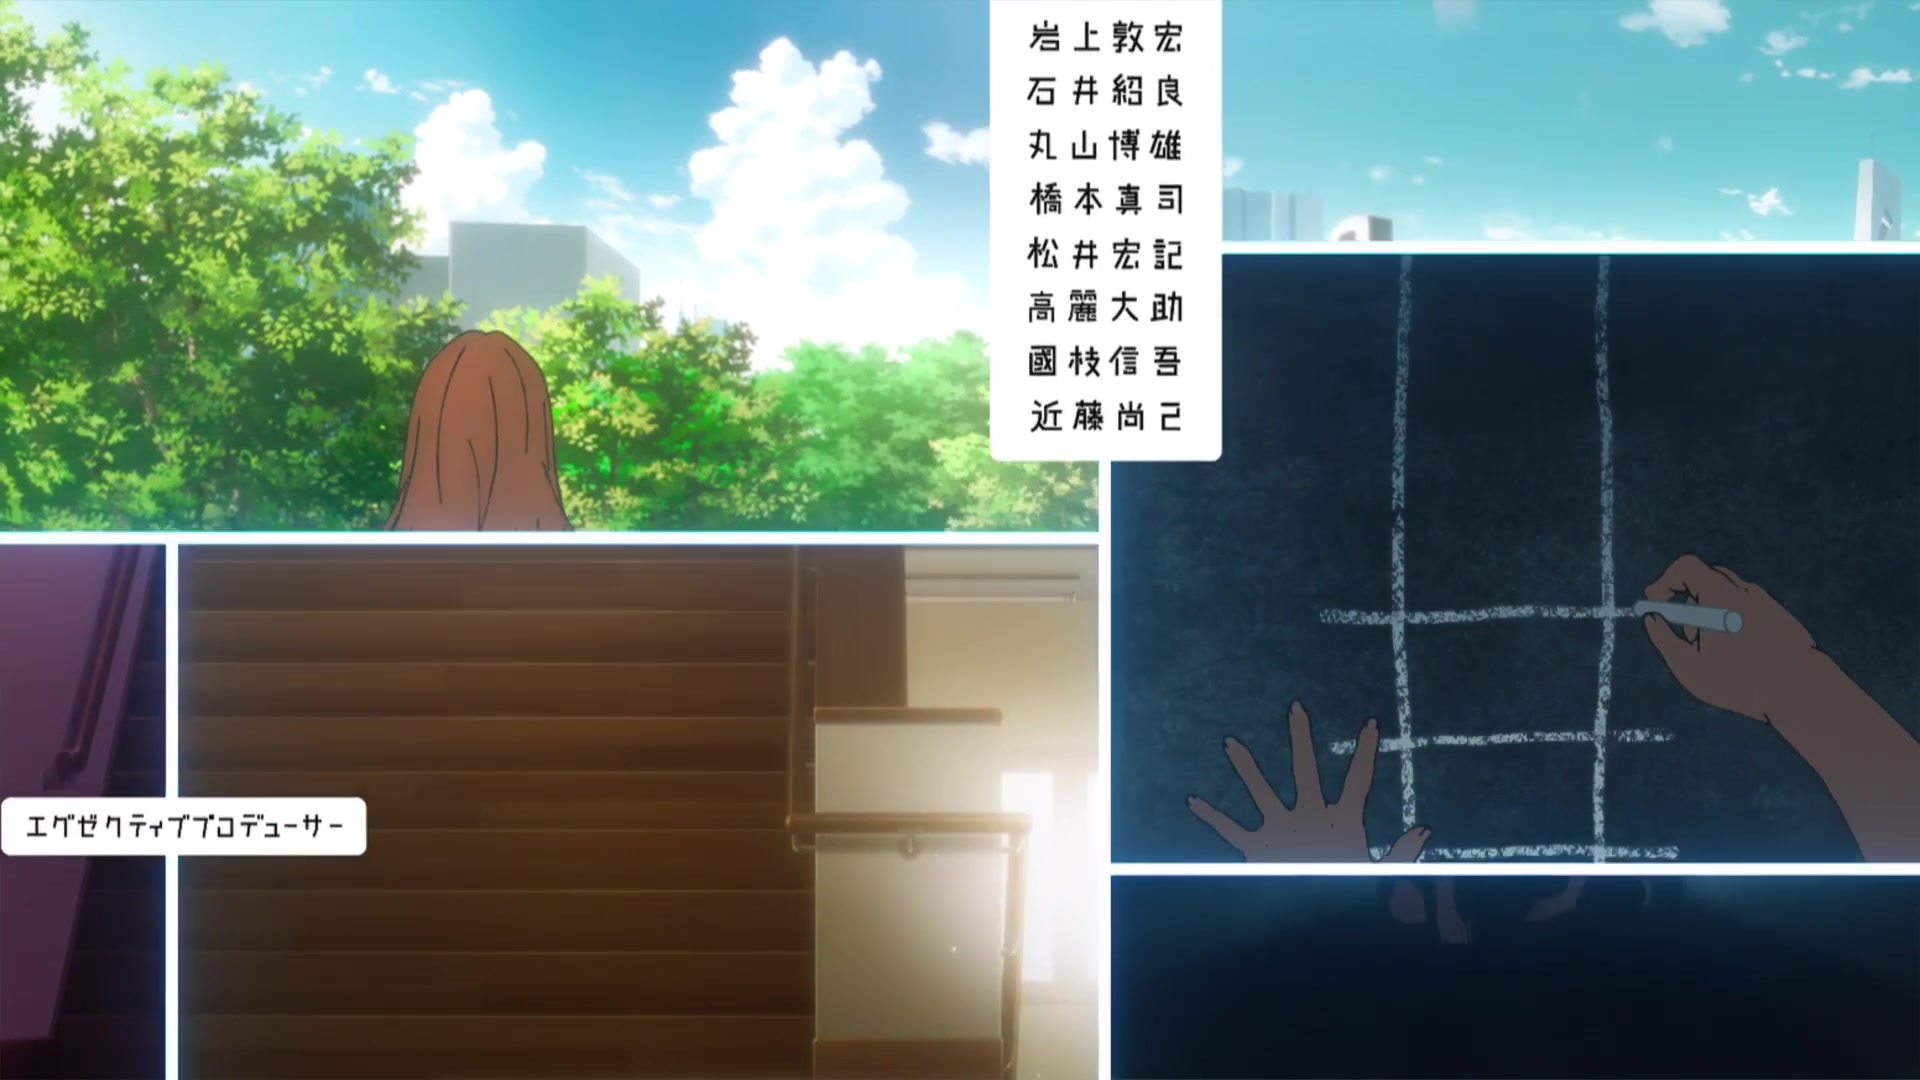 岩上敦宏
石井紹良
丸山博雄
橋本真司
松井宏記
高麗大助
國枝信吾
近藤尚己
エグゼクティブプロデューサー